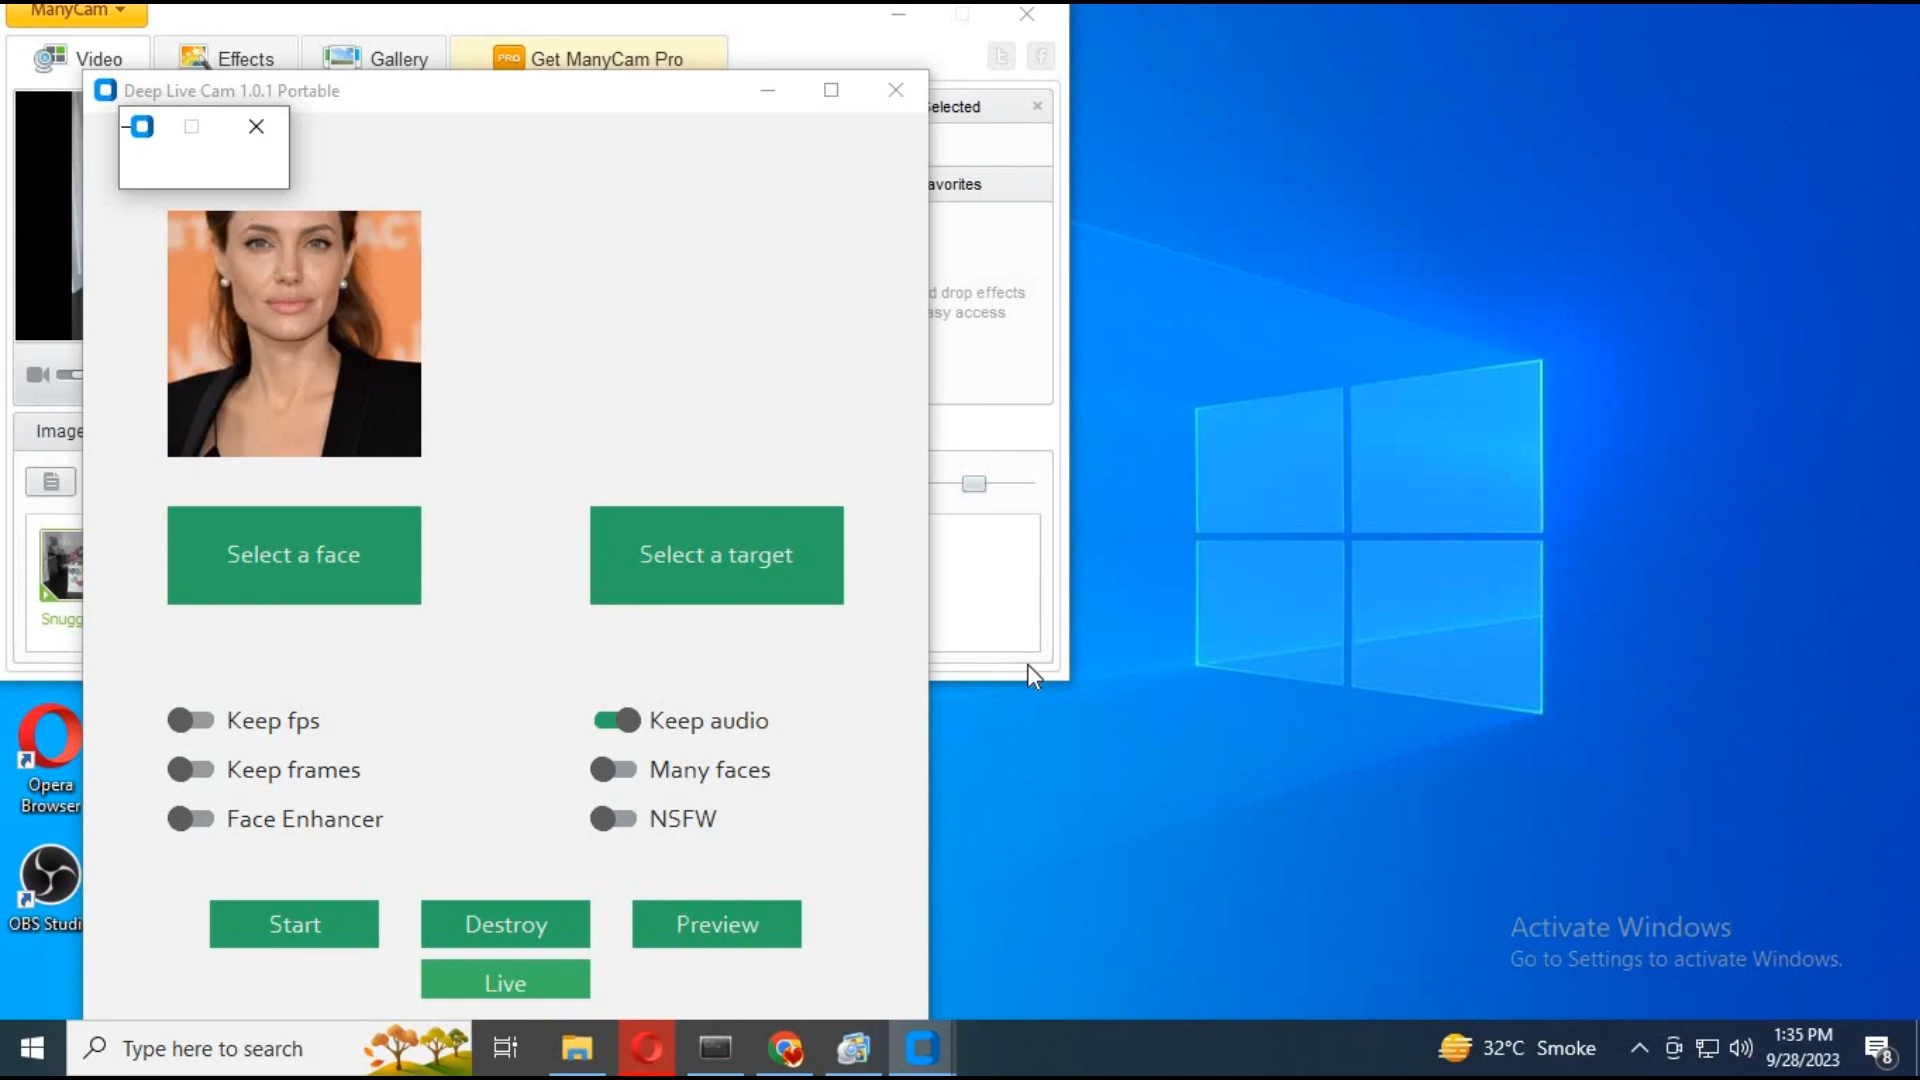 ManyCam
Video
Effects
Gallery
PRO
Get ManyCam Pro
Deep Live Cam 1.0.1 Portable
elected
avorites
d drop effects
asy access
Image
Select a face
Select a target
Snugg
Keep fps
Keep audio
Keep frames
Many faces
Face Enhancer
NSFW
Opera
Browser
OBS Studi
Start
Destroy
Preview
Live
Activate Windows
Go to Settings to activate Windows.
Type here to search
32°C Smoke
1:35 PM
9/28/2023
8